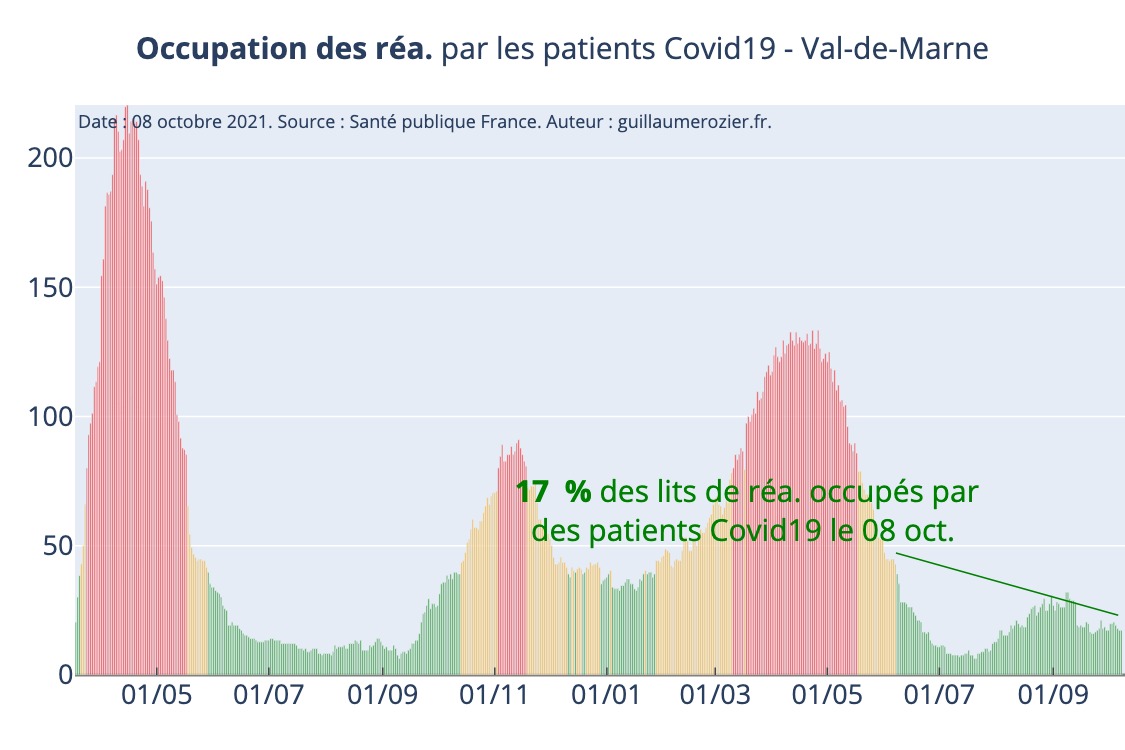 Occupation des réa. par les patients Covid19 - Val-de-Marne
Date : 08 octobre 2021. Source : Santé publique France. Auteur : guillaumerozier.fr.
200
150
100
50
0
17 % des lits de réa. occupés par
des patients Covid19 le 08 oct.
01/05 01/07 01/09 01/11 01/01 01/03 01/05 01/07 01/09